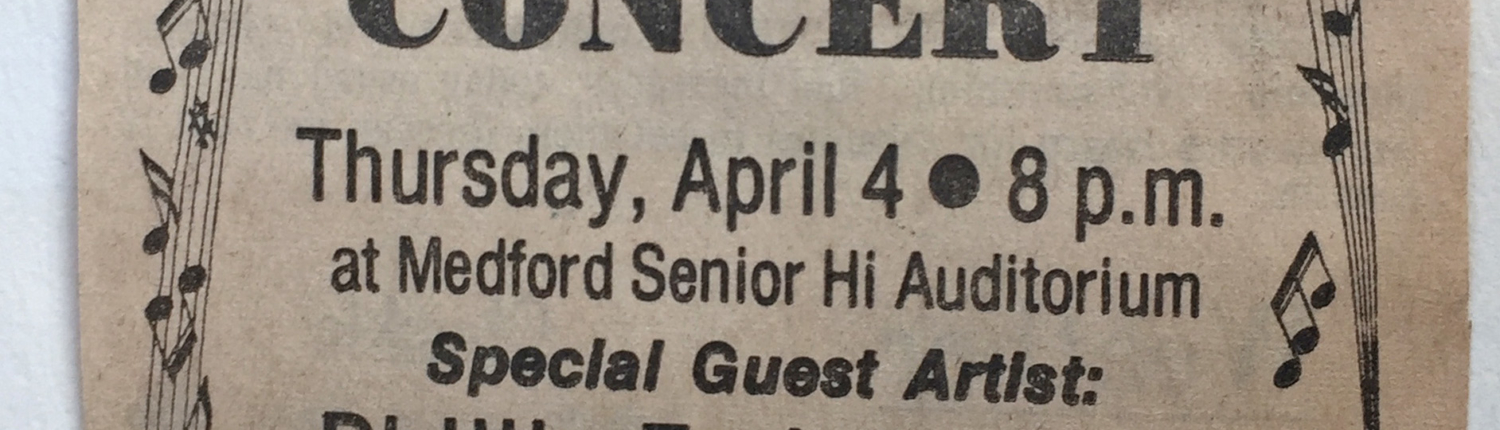 CONCERT
Thursday, April 4 ● 8 p.m.
at Medford Senior Hi Auditorium
Special Guest Artist: